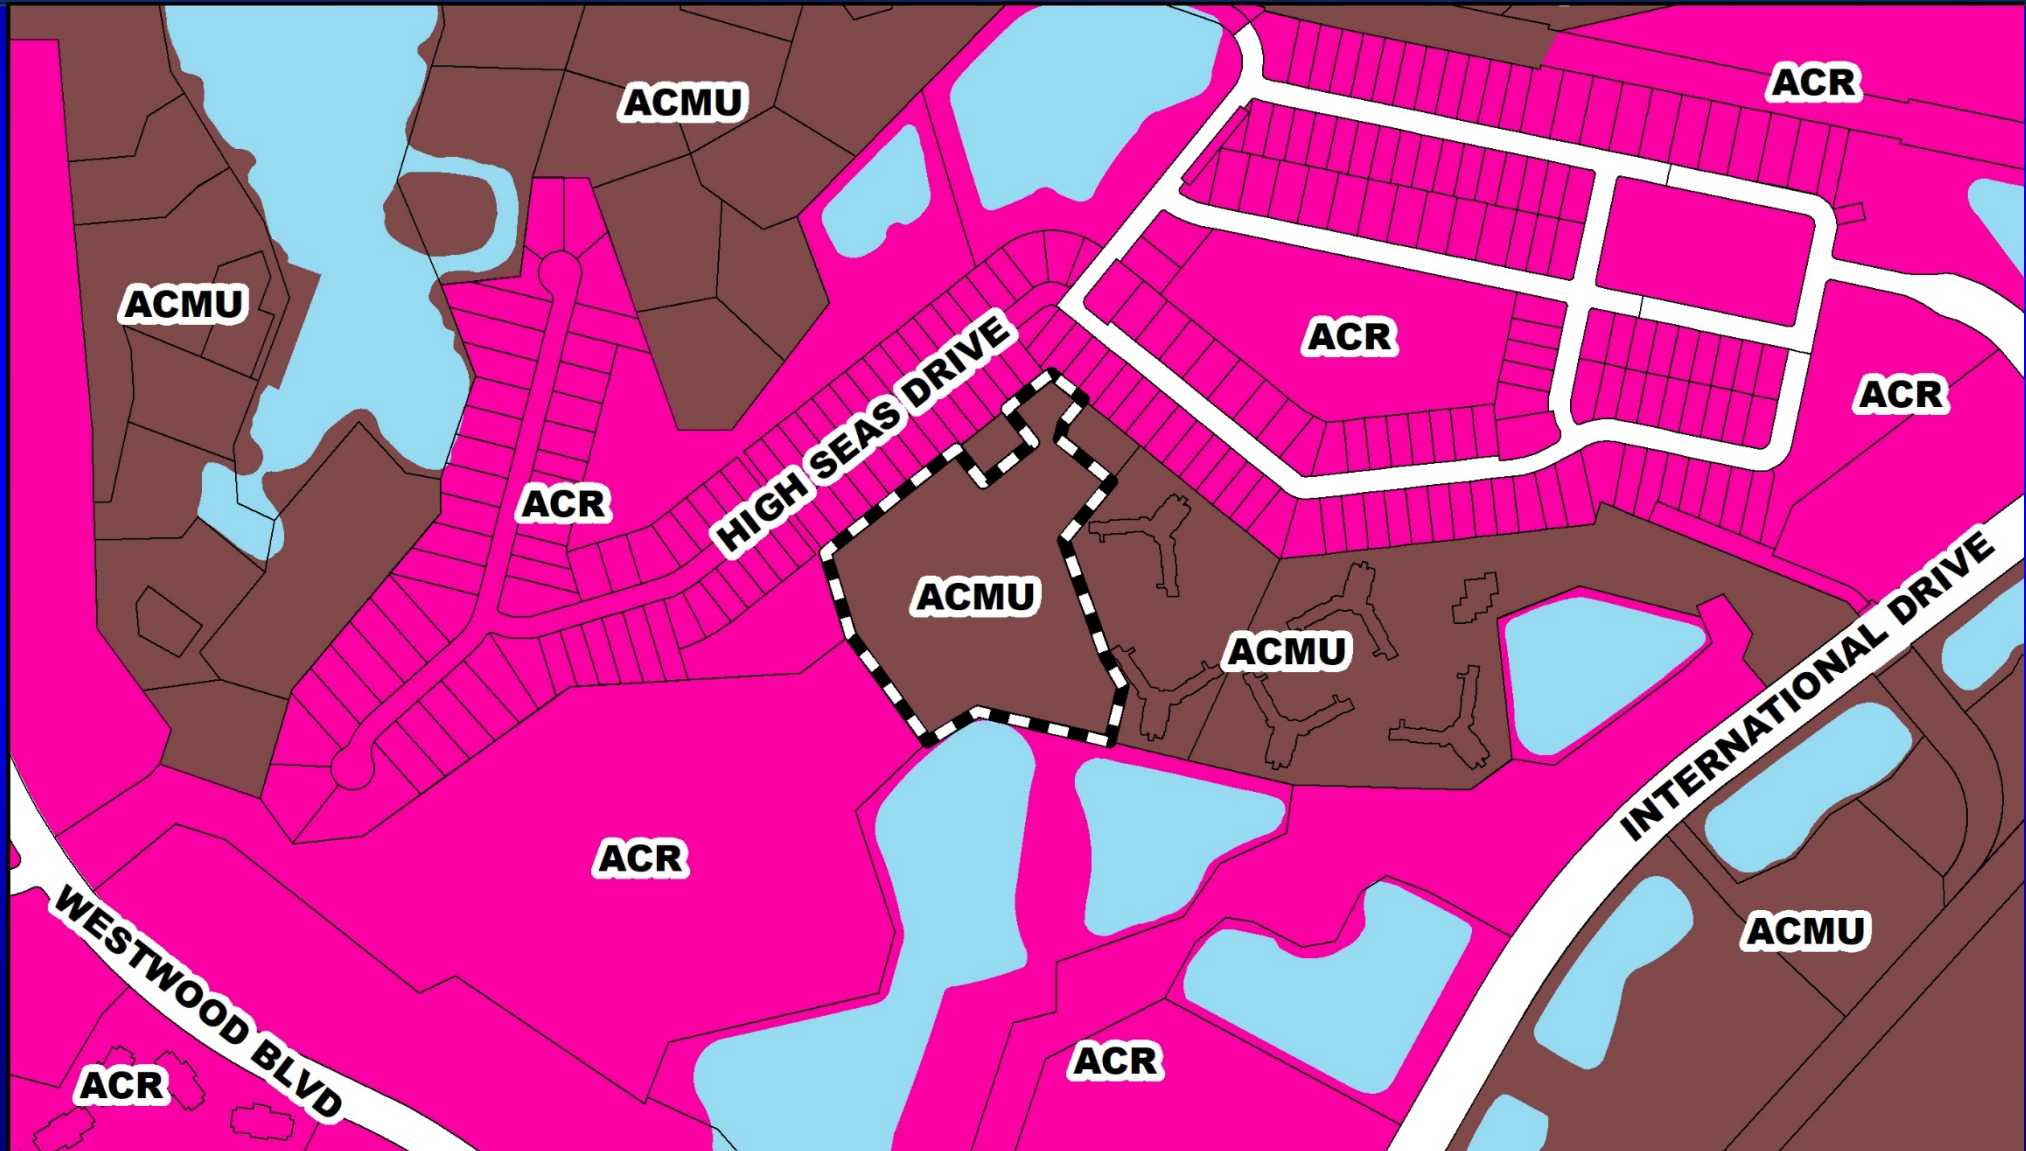 ACR
ACMU
ACMU
ACR
ACR
HIGH SEAS DRIVE
ACR
ACMU
ACMU
INTERNATIONAL DRIVE
ACR
ACMU
WESTWOOD BLVD
ACR
ACR